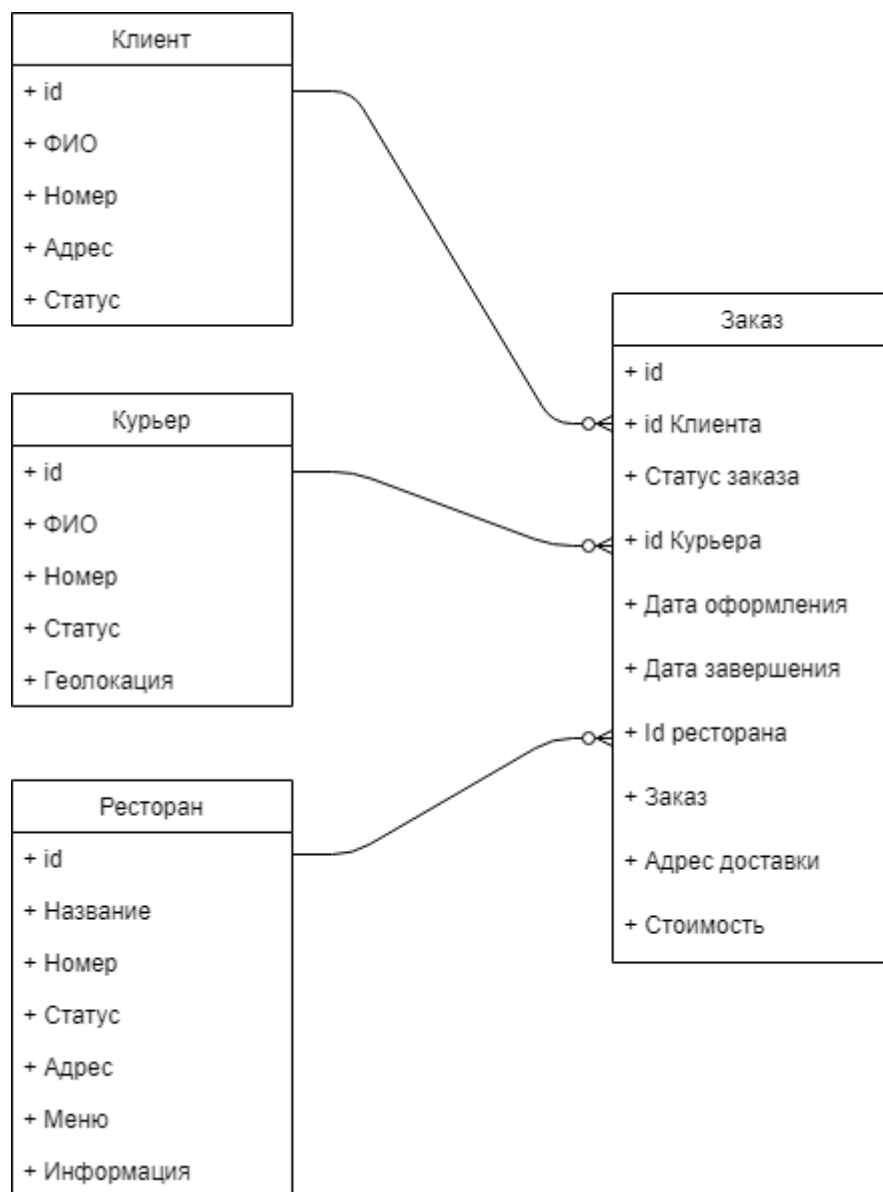 Клиент
+ id
+ ФИО
+ Номер
+ Адрес
+ Статус
Курьер
+ id
+ ФИО
+ Номер
+ Статус
+ Геолокация
Ресторан
+ id
+ Название
+ Номер
+ Статус
+ Адрес
+ Меню
+ Информация
Заказ
+ id
+ id Клиента
+ Статус заказа
+ id Курьера
+ Дата оформления
+ Дата завершения
+ Id ресторана
+ Заказ
+ Адрес доставки
+ Стоимость